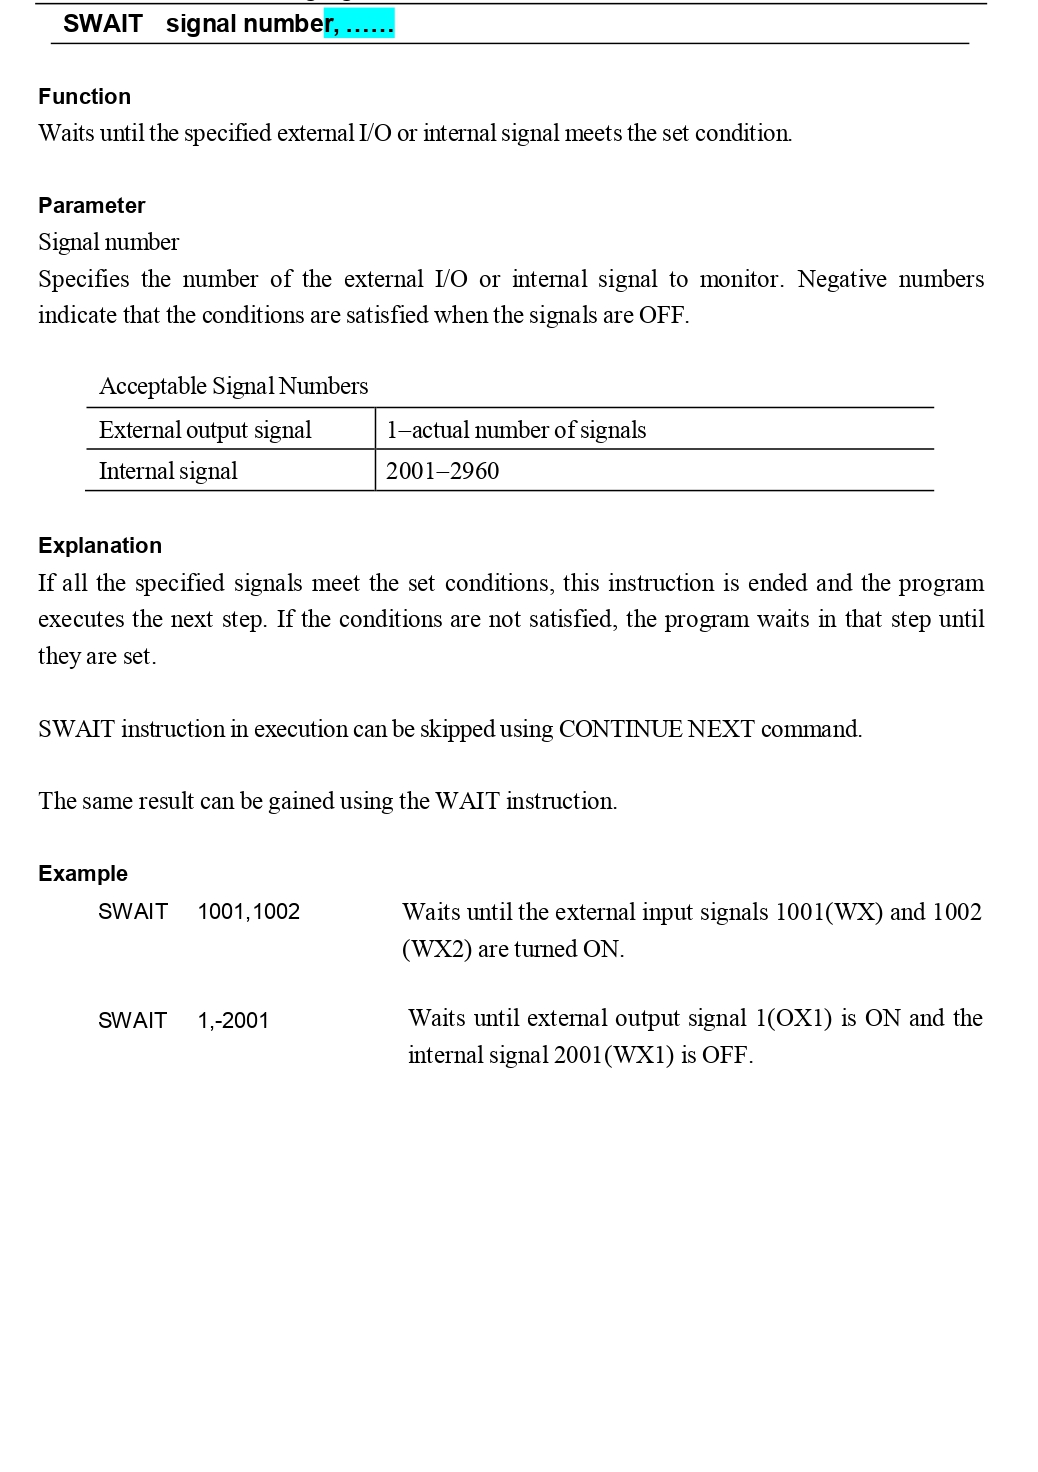 SWAIT signal number, ......
Function
Waits until the specified external I/O or internal signal meets the set condition.
Parameter
Signal number
Specifies the number of the external I/O or internal signal to monitor. Negative numbers
indicate that the conditions are satisfied when the signals are OFF.
Acceptable Signal Numbers
External output signal 1–actual number of signals
Internal signal 2001–2960
Explanation
If all the specified signals meet the set conditions, this instruction is ended and the program
executes the next step. If the conditions are not satisfied, the program waits in that step until
they are set.
SWAIT instruction in execution can be skipped using CONTINUE NEXT command.
The same result can be gained using the WAIT instruction.
Example
SWAIT 1001,1002 Waits until the external input signals 1001(WX) and 1002
(WX2) are turned ON.
SWAIT 1,-2001 Waits until external output signal 1(OX1) is ON and the
internal signal 2001(WX1) is OFF.